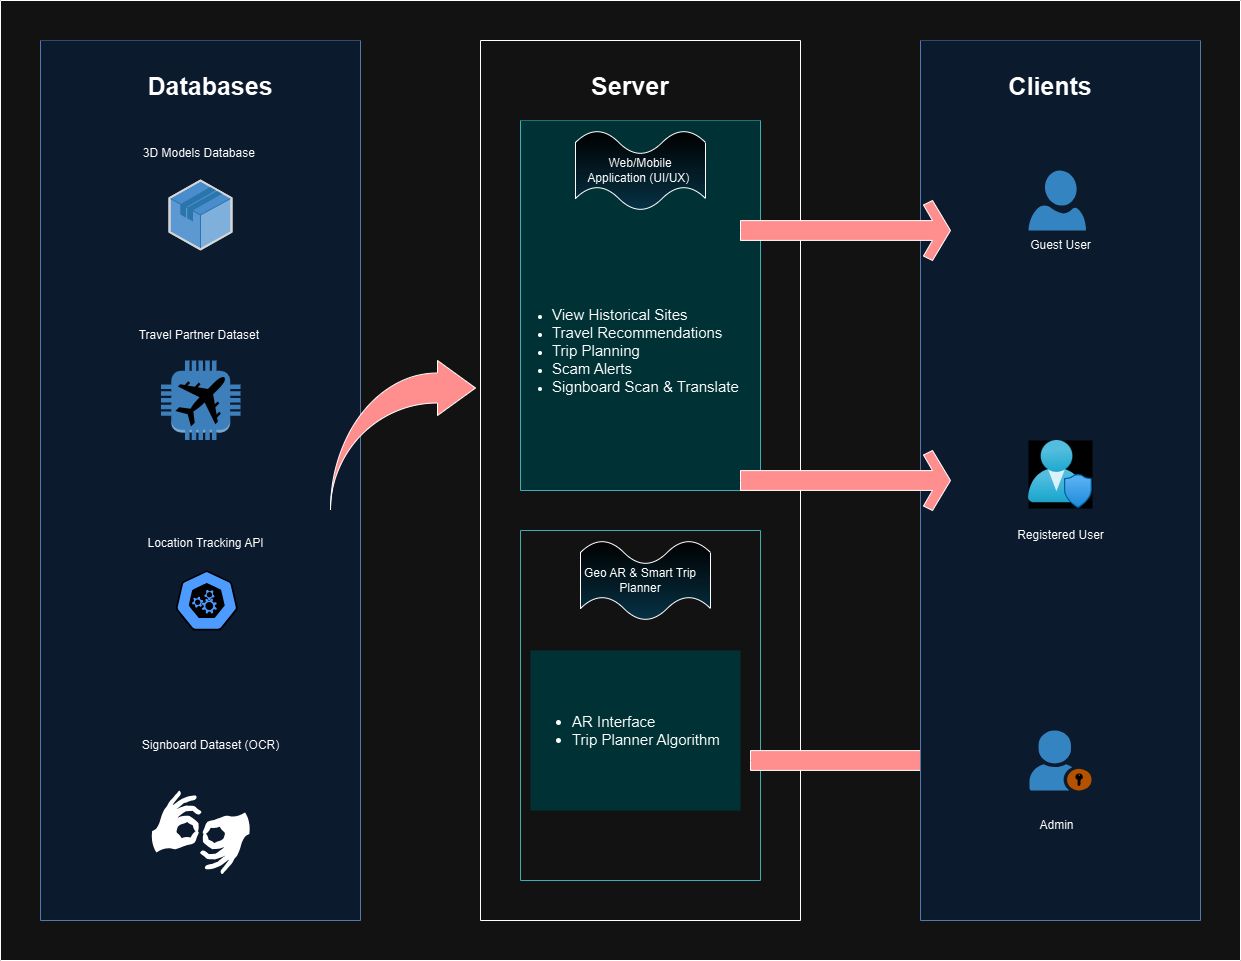 Databases
3D Models Database
Travel Partner Dataset
Location Tracking API
Signboard Dataset (OCR)
Server
Web/Mobile
Application (UI/UX)
View Historical Sites
Travel Recommendations
Trip Planning
Scam Alerts
Signboard Scan & Translate
Geo AR & Smart Trip
Planner
AR Interface
Trip Planner Algorithm
Clients
Guest User
Registered User
Admin